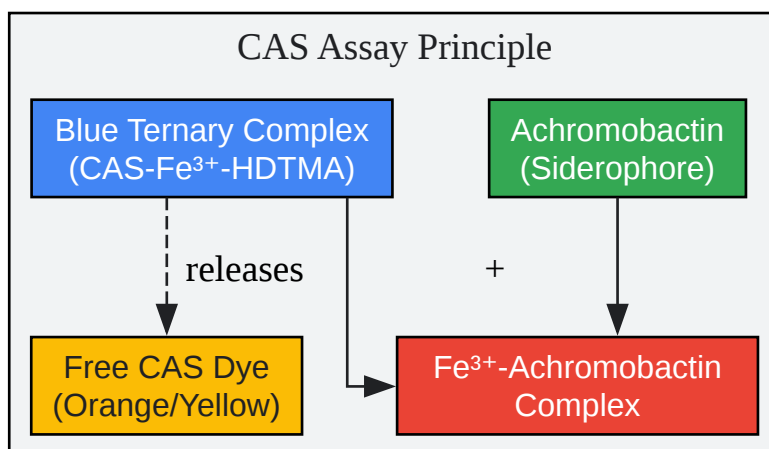 CAS Assay Principle
Blue Ternary Complex
(CAS-Fe³⁺-HDTMA)
Achromobactin
(Siderophore)
releases
+
Free CAS Dye
(Orange/Yellow)
Fe³⁺-Achromobactin
Complex